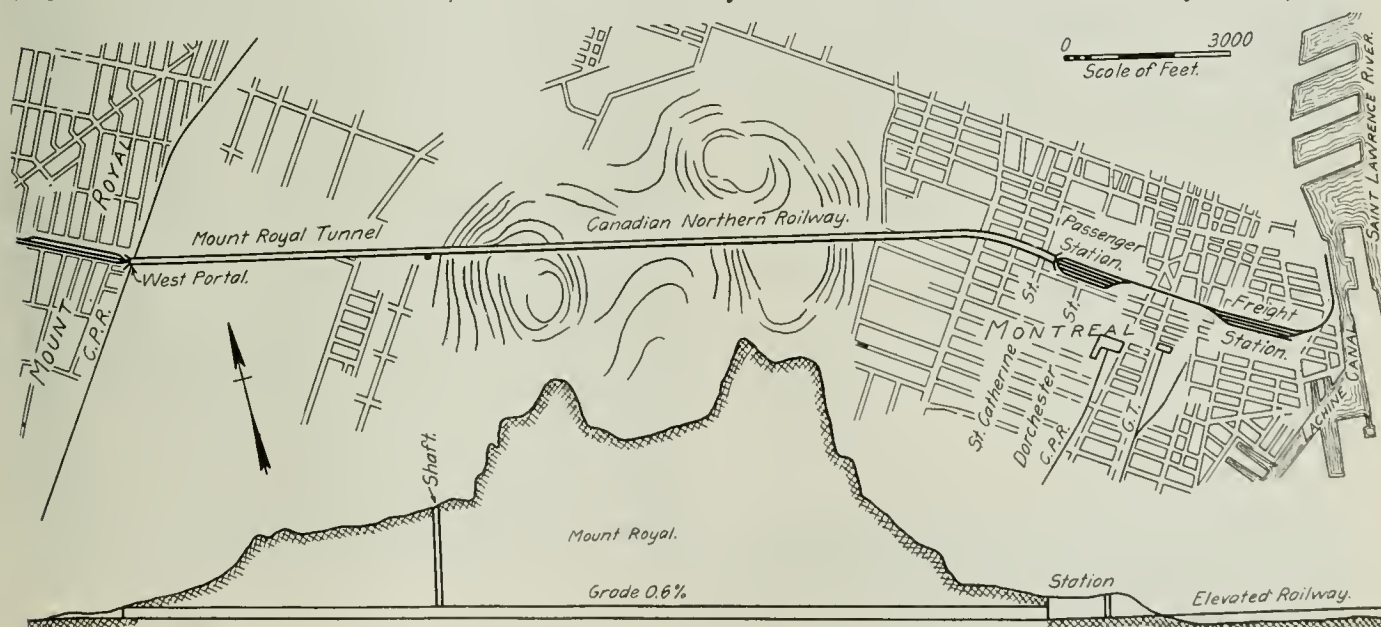 0 3000
Scale of Feet.
SAINT LAWRENCE RIVER.
MOUNT ROYAL
Mount Royal Tunnel
Canadian Northern Railway.
Passenger
Station.
West Portal.
C.P.R.
MOUNT
St.
St.
Freight
Station.
MONTREAL
St. Catherine
Dorchester
C.P.R.
G.T.
LACHINE CANAL
Shaft.
Mount Royal.
Grade 0.6%
Station
Elevated Railway.